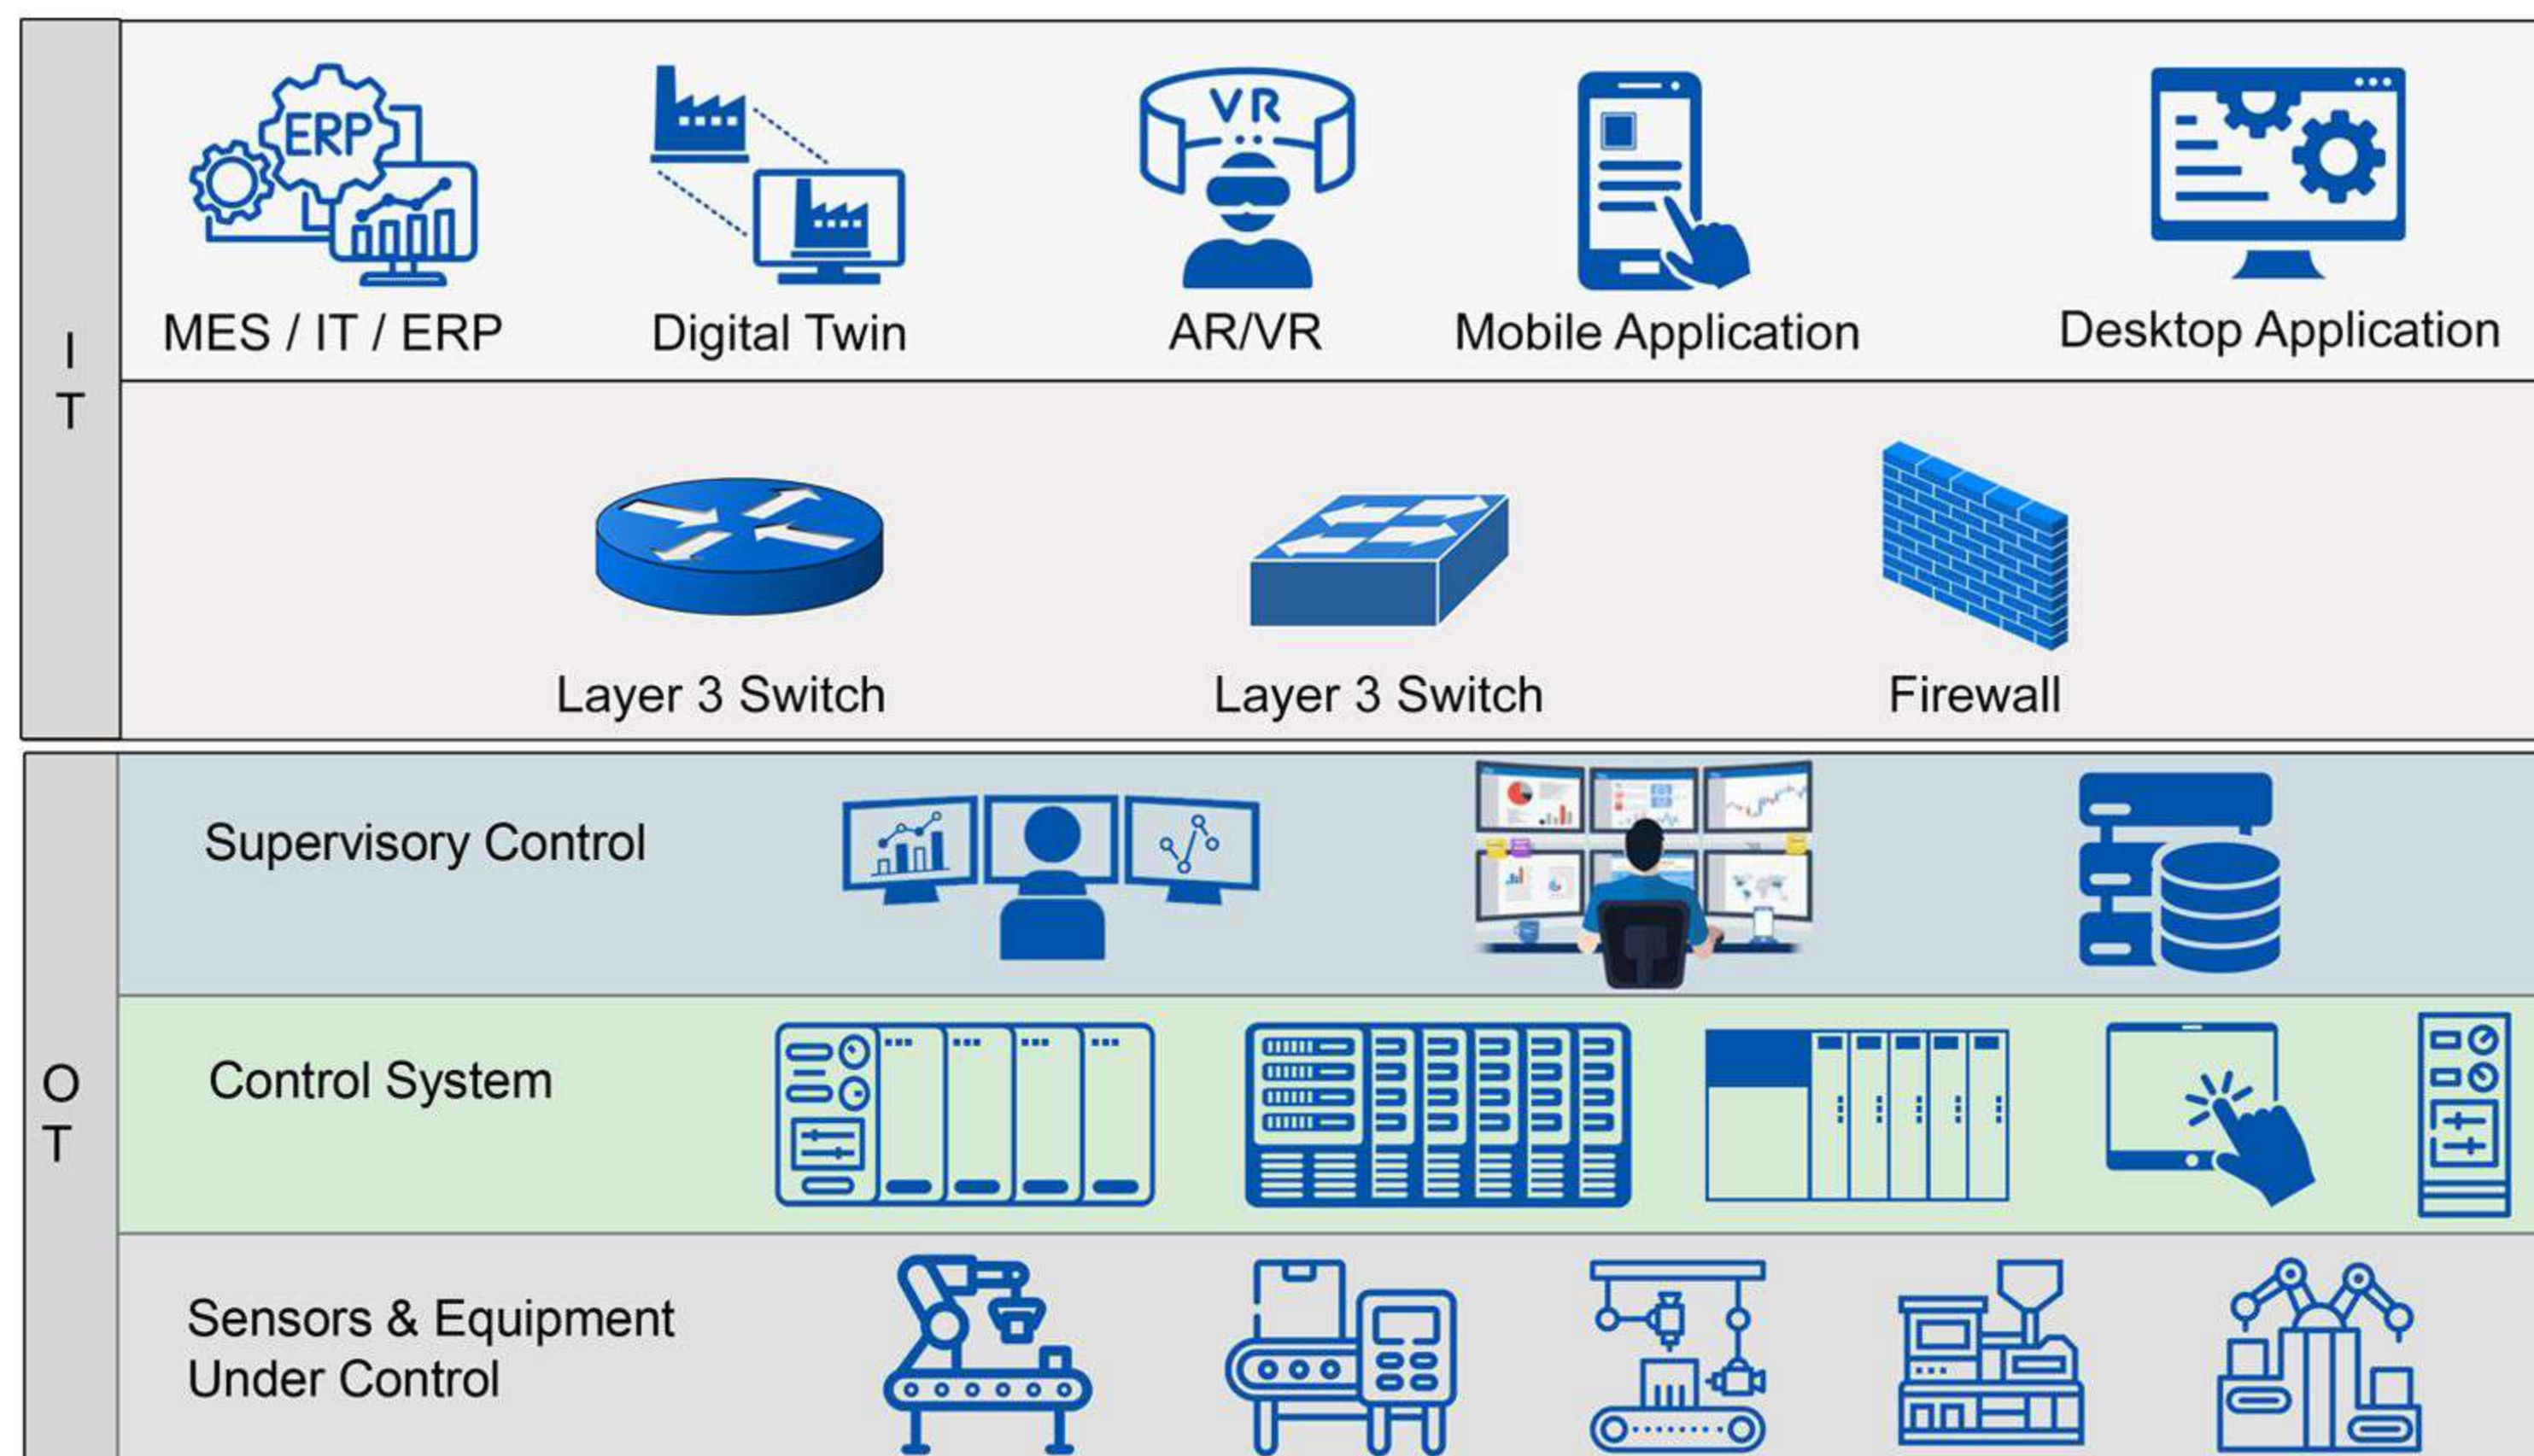 ERP
VR
MES / IT / ERP
Digital Twin
AR/VR
Mobile Application
Desktop Application
I
T
Layer 3 Switch
Layer 3 Switch
Firewall
Supervisory Control
O
T
Control System
Sensors & Equipment
Under Control